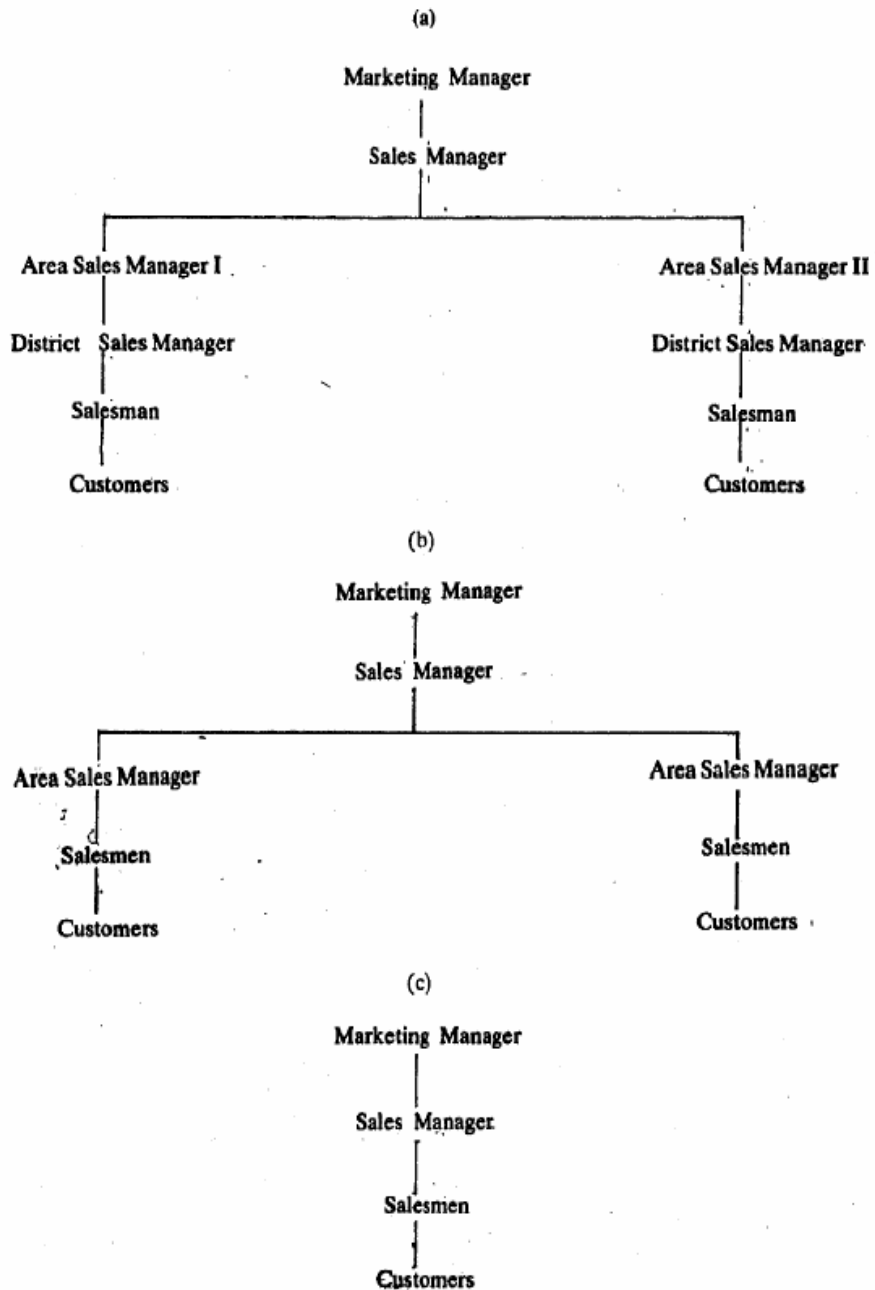 (a)
Marketing Manager
Sales Manager
Area Sales Manager I
Area Sales Manager II
District Sales Manager
District Sales Manager
Salesman
Salesman
Customers
Customers
(b)
Marketing Manager
Sales Manager
Area Sales Manager
Area Sales Manager
Salesmen
Salesmen
Customers
Customers
(c)
Marketing Manager
Sales Manager
Salesmen
Customers